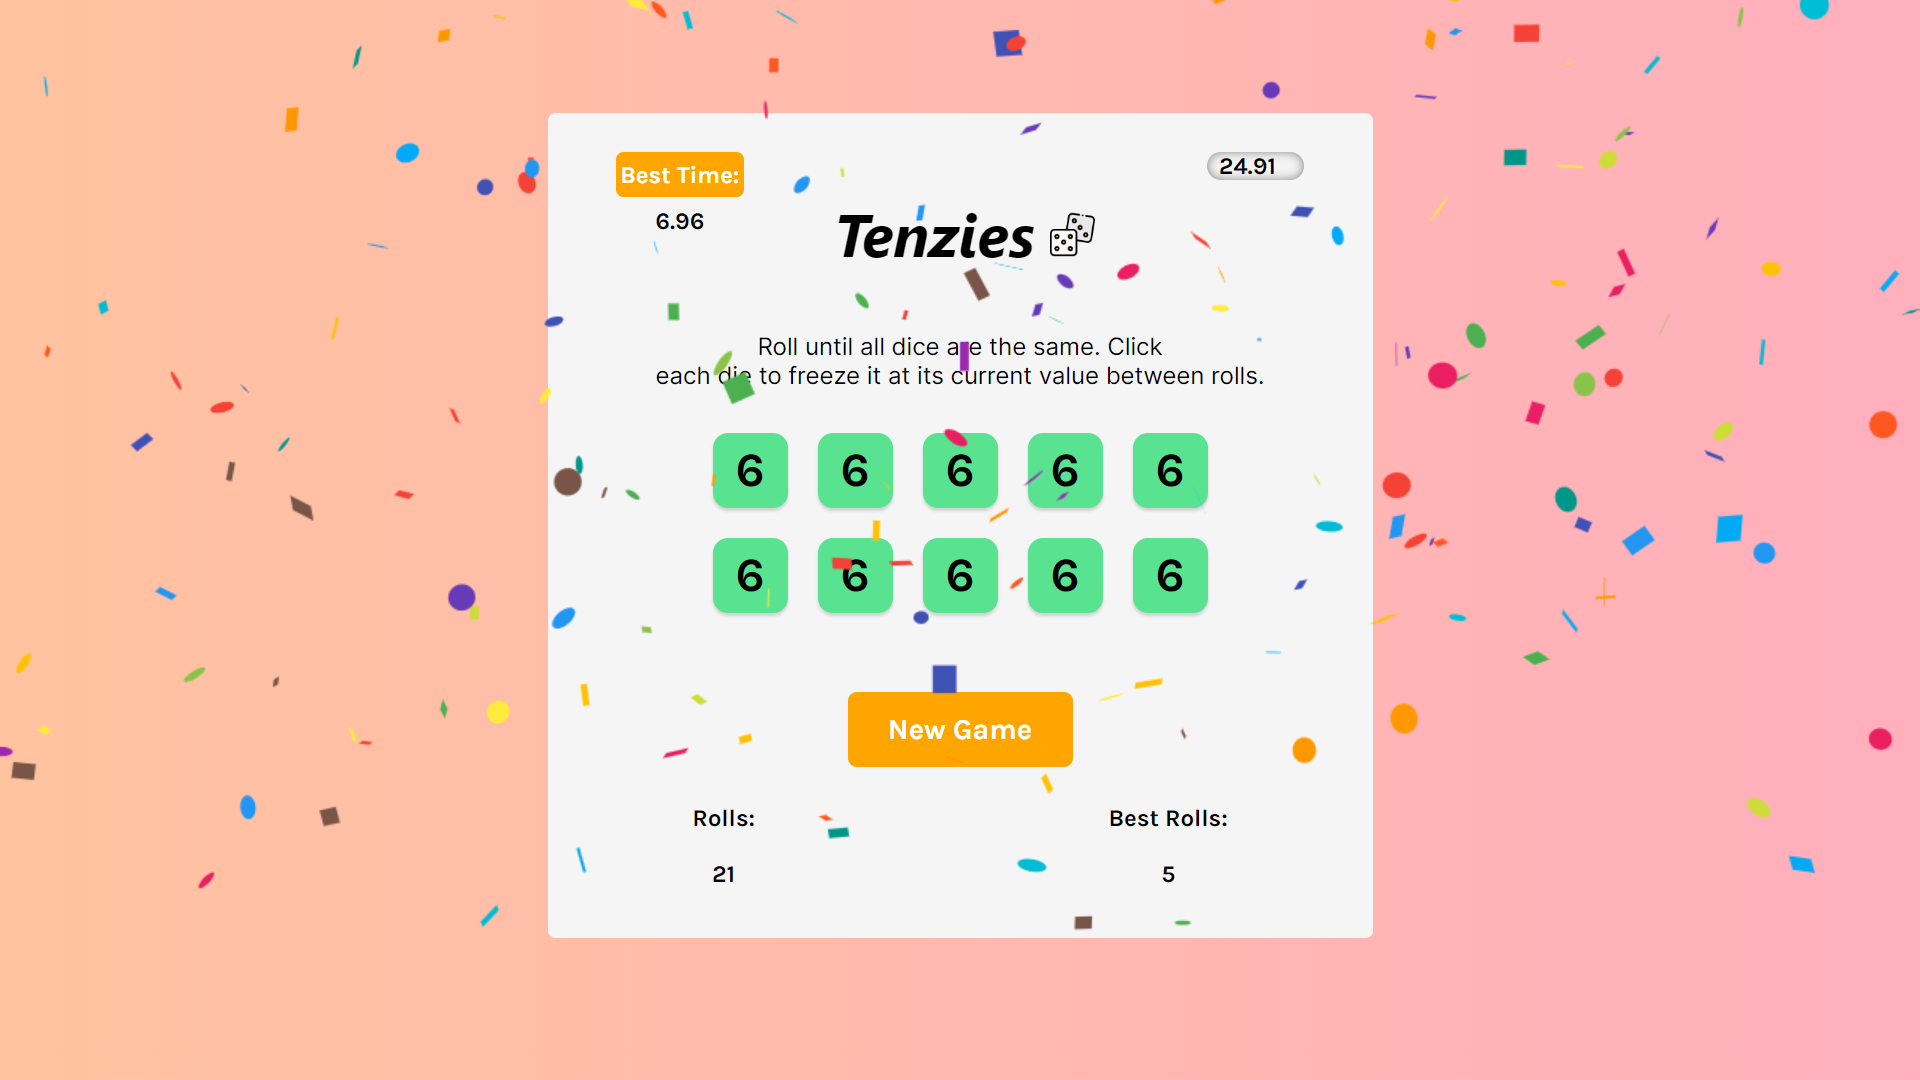 Best Time:
24.91
6.96
Tenzies
Roll until all dice are the same. Click
each die to freeze it at its current value between rolls.
6 6 6 6 6
6 6 6 6 6
New Game
Rolls: Best Rolls:
21 5